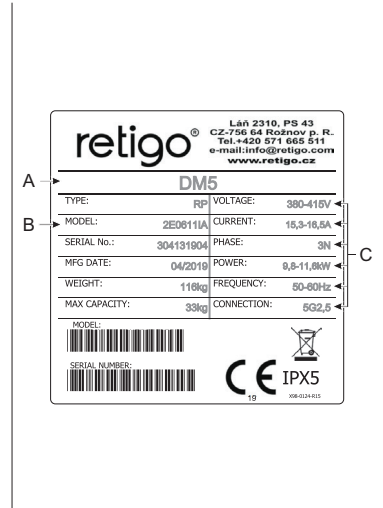 retigo®
Láň 2310, PS 43
CZ-756 64 Rožnov p. R.
Tel.+420 571 665 511
e-mail:info@retigo.com
www.retigo.cz
A
DM5
TYPE: RP VOLTAGE: 380-415V
B
MODEL: 2E0611IA CURRENT: 15,3-16,5A
SERIAL No.: 304131904 PHASE: 3N
C
MFG DATE: 04/2019 POWER: 9,8-11,6kW
WEIGHT: 116kg FREQUENCY: 50-60Hz
MAX CAPACITY: 33kg CONNECTION: 5G2,5
MODEL:
SERIAL NUMBER:
CE IPX5
19
X98-0124-R15